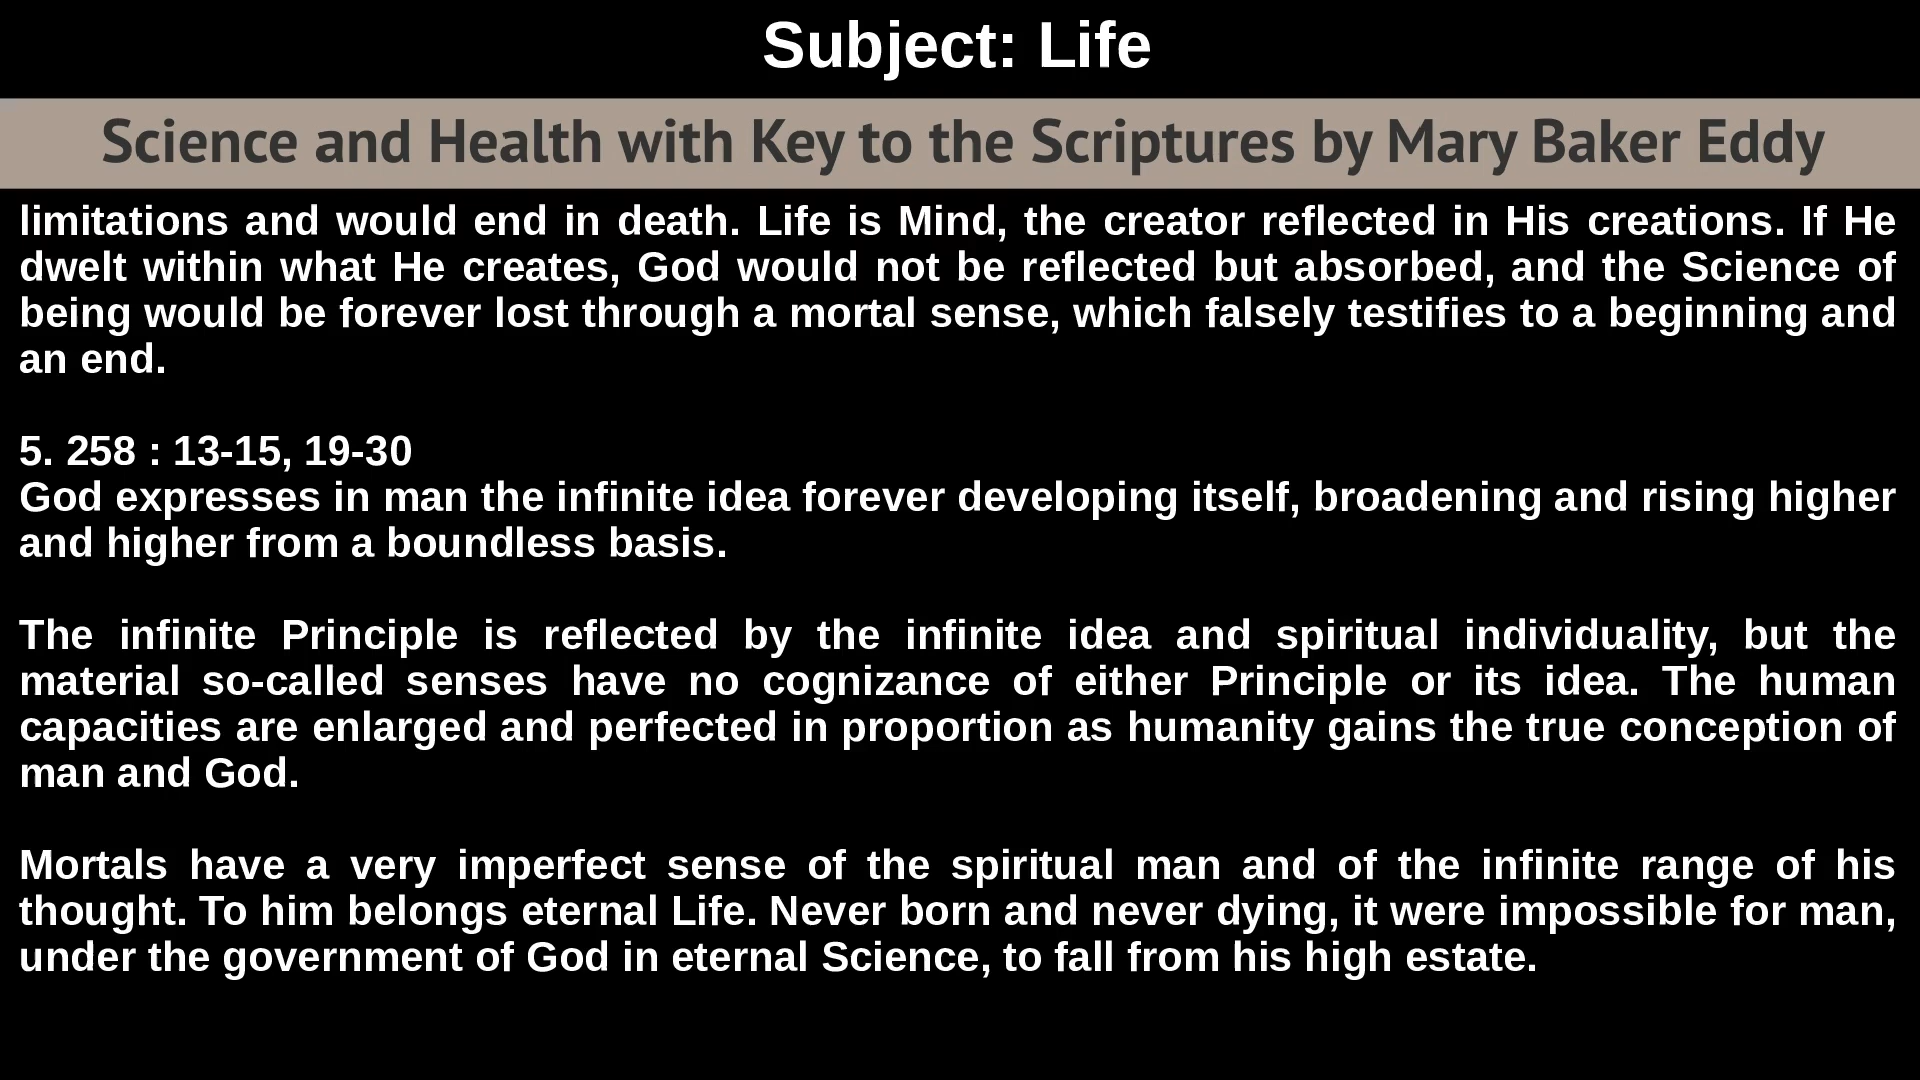 Subject: Life
Science and Health with Key to the Scriptures by Mary Baker Eddy
limitations and would end in death. Life is Mind, the creator reflected in His creations. If He
dwelt within what He creates, God would not be reflected but absorbed, and the Science of
being would be forever lost through a mortal sense, which falsely testifies to a beginning and
an end.
5. 258 : 13-15, 19-30
God expresses in man the infinite idea forever developing itself, broadening and rising higher
and higher from a boundless basis.
The infinite Principle is reflected by the infinite idea and spiritual individuality, but the
material so-called senses have no cognizance of either Principle or its idea. The human
capacities are enlarged and perfected in proportion as humanity gains the true conception of
man and God.
Mortals have a very imperfect sense of the spiritual man and of the infinite range of his
thought. To him belongs eternal Life. Never born and never dying, it were impossible for man,
under the government of God in eternal Science, to fall from his high estate.